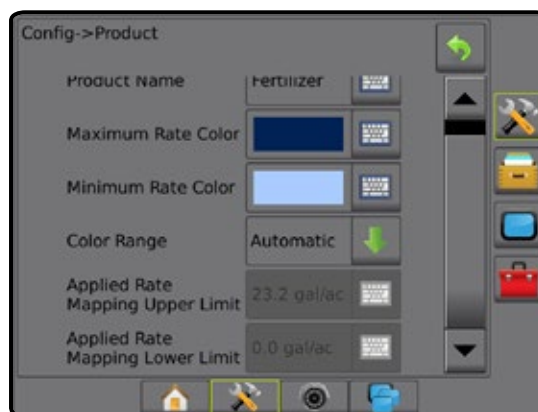 Config->Product
Product Name
Fertilizer
Maximum Rate Color
Minimum Rate Color
Color Range
Automatic
Applied Rate
Mapping Upper Limit
23.2 gal/ac
Applied Rate
Mapping Lower Limit
0.0 gal/ac